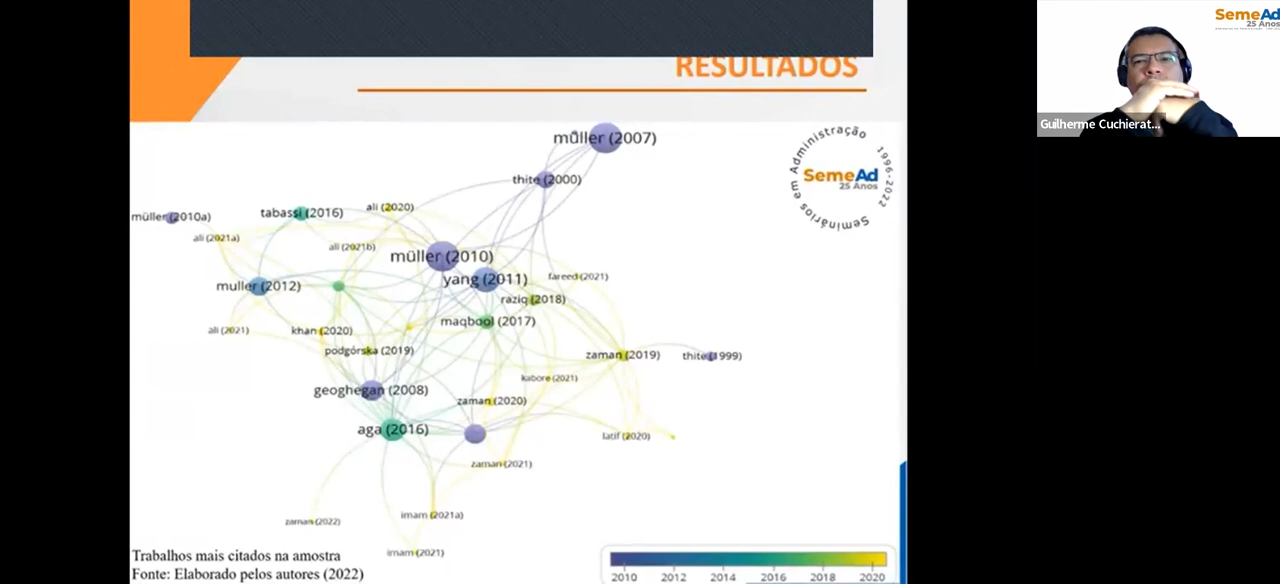 RESULTADOS
SemeAd
25 Anos
Guilherme Cuchierat...
Seminários em Administração 1996-2022
SemeAd
25 Anos
müller (2007)
thite (2000)
ali (2020)
tabassi (2016)
müller (2010a)
ali (2021a)
ali (2021b)
müller (2010)
yang (2011)
fareed (2021)
muller (2012)
raziq (2018)
maqbool (2017)
ali (2021)
khan (2020)
podgórska (2019)
zaman (2019)
thite (1999)
kabore (2021)
geoghegan (2008)
zaman (2020)
aga (2016)
latif (2020)
zaman (2021)
imam (2021a)
zaman (2022)
imam (2021)
Trabalhos mais citados na amostra
Fonte: Elaborado pelos autores (2022)
2010 2012 2014 2016 2018 2020